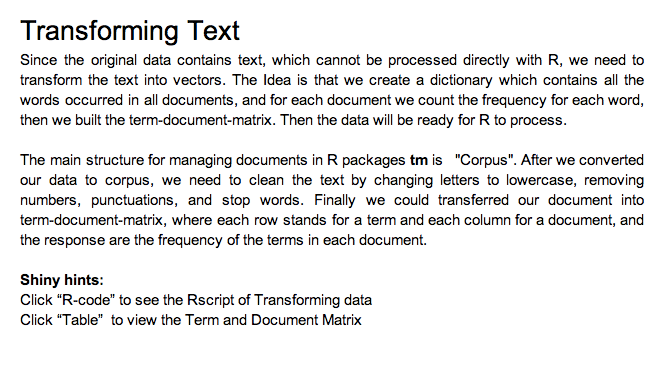 Transforming Text
Since the original data contains text, which cannot be processed directly with R, we need to
transform the text into vectors. The Idea is that we create a dictionary which contains all the
words occurred in all documents, and for each document we count the frequency for each word,
then we built the term-document-matrix. Then the data will be ready for R to process.
The main structure for managing documents in R packages tm is "Corpus". After we converted
our data to corpus, we need to clean the text by changing letters to lowercase, removing
numbers, punctuations, and stop words. Finally we could transferred our document into
term-document-matrix, where each row stands for a term and each column for a document, and
the response are the frequency of the terms in each document.
Shiny hints:
Click “R-code” to see the Rscript of Transforming data
Click “Table” to view the Term and Document Matrix